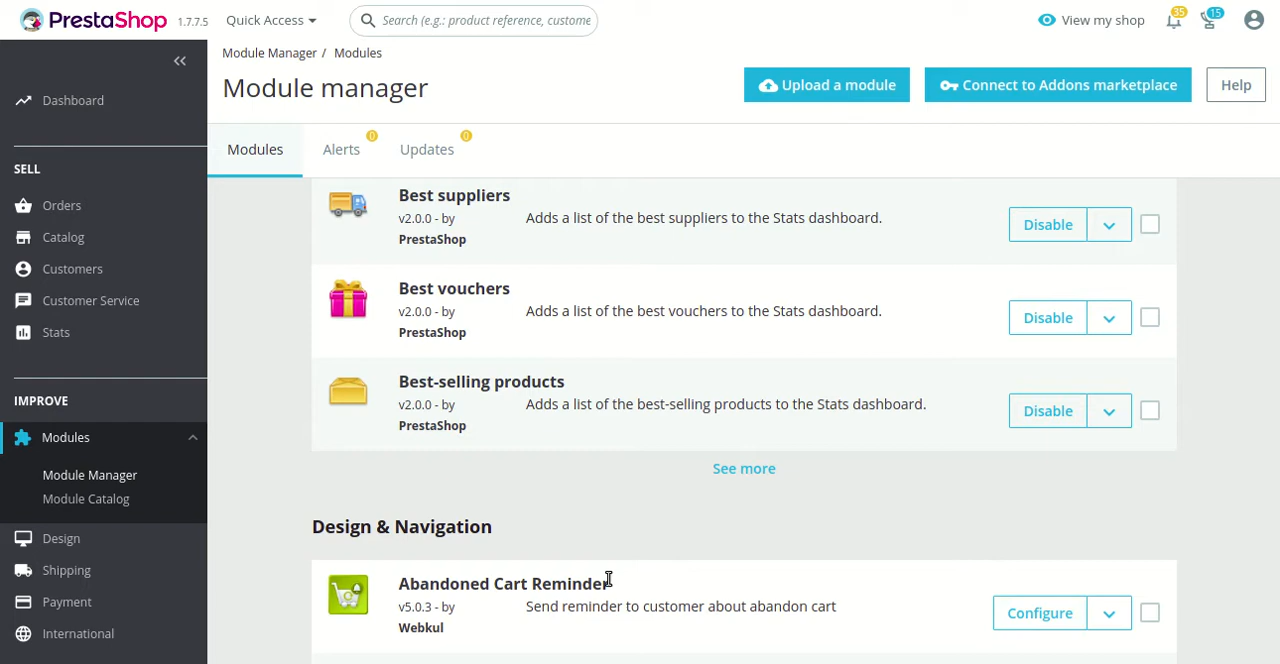 PrestaShop 1.7.7.5 Quick Access Search (e.g.: product reference, custome View my shop 35 15
Module Manager / Modules
Module manager
Upload a module Connect to Addons marketplace Help
Modules Alerts 0 Updates 0
Dashboard
SELL
Orders
Catalog
Customers
Customer Service
Stats
IMPROVE
Modules
Module Manager
Module Catalog
Design
Shipping
Payment
International
Best suppliers
v2.0.0 - by Adds a list of the best suppliers to the Stats dashboard. Disable
PrestaShop
Best vouchers
v2.0.0 - by Adds a list of the best vouchers to the Stats dashboard. Disable
PrestaShop
Best-selling products
v2.0.0 - by Adds a list of the best-selling products to the Stats dashboard. Disable
PrestaShop
See more
Design & Navigation
Abandoned Cart Reminder
v5.0.3 - by Send reminder to customer about abandon cart Configure
Webkul